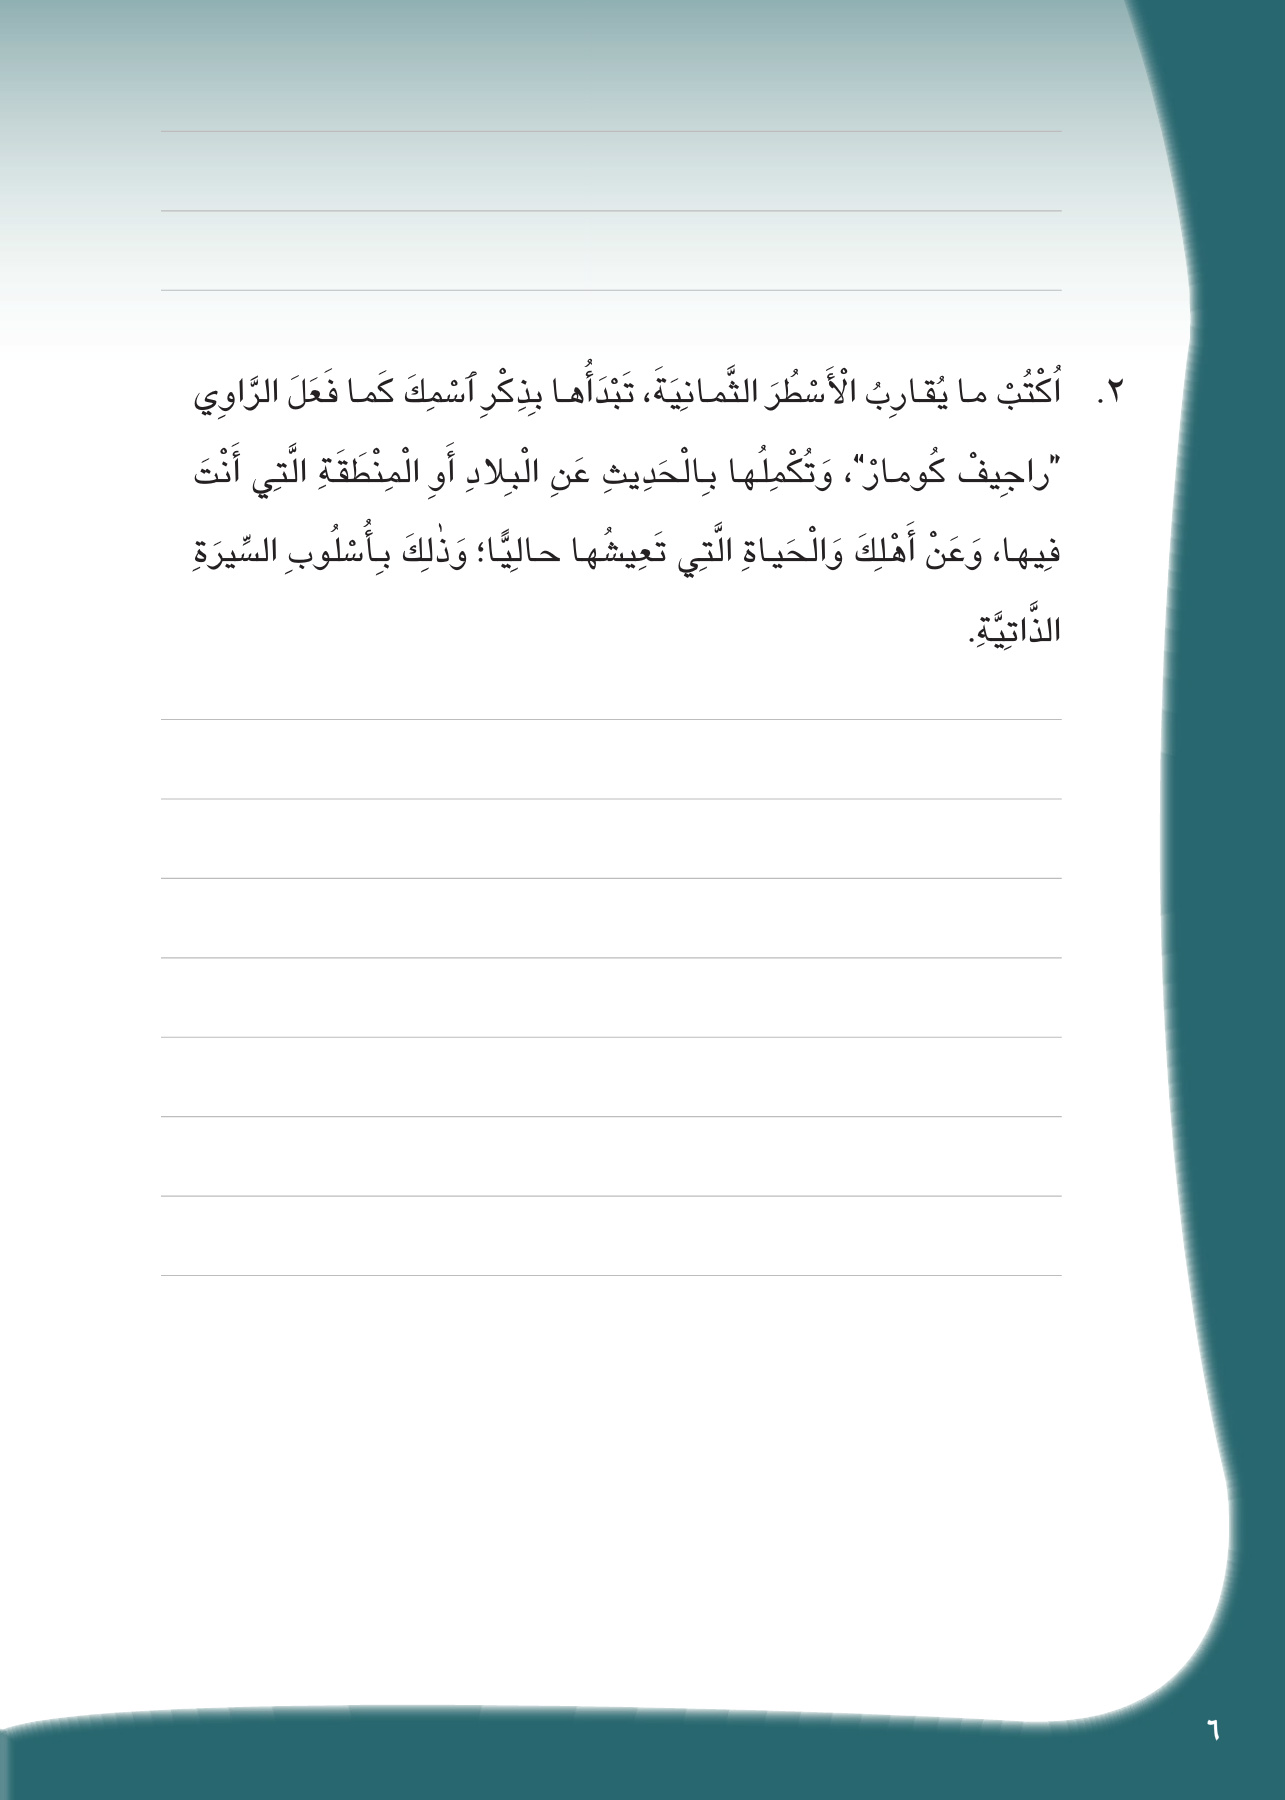 ٢. اُكْتُبْ ما يُقارِبُ الْأَسْطُرَ الثَّمانِيَةَ، تَبْدَأُها بِذِكْرِ ٱسْمِكَ كَما فَعَلَ الرَّاوِي
"راجِيفْ كُومارْ"، وَتُكْمِلُها بِالْحَدِيثِ عَنِ الْبِلادِ أَوِ الْمِنْطَقَةِ الَّتِي أَنْتَ
فِيها، وَعَنْ أَهْلِكَ وَالْحَياةِ الَّتِي تَعِيشُها حالِيًّا؛ وَذٰلِكَ بِأُسْلُوبِ السِّيرَةِ
الذَّاتِيَّةِ.
٦